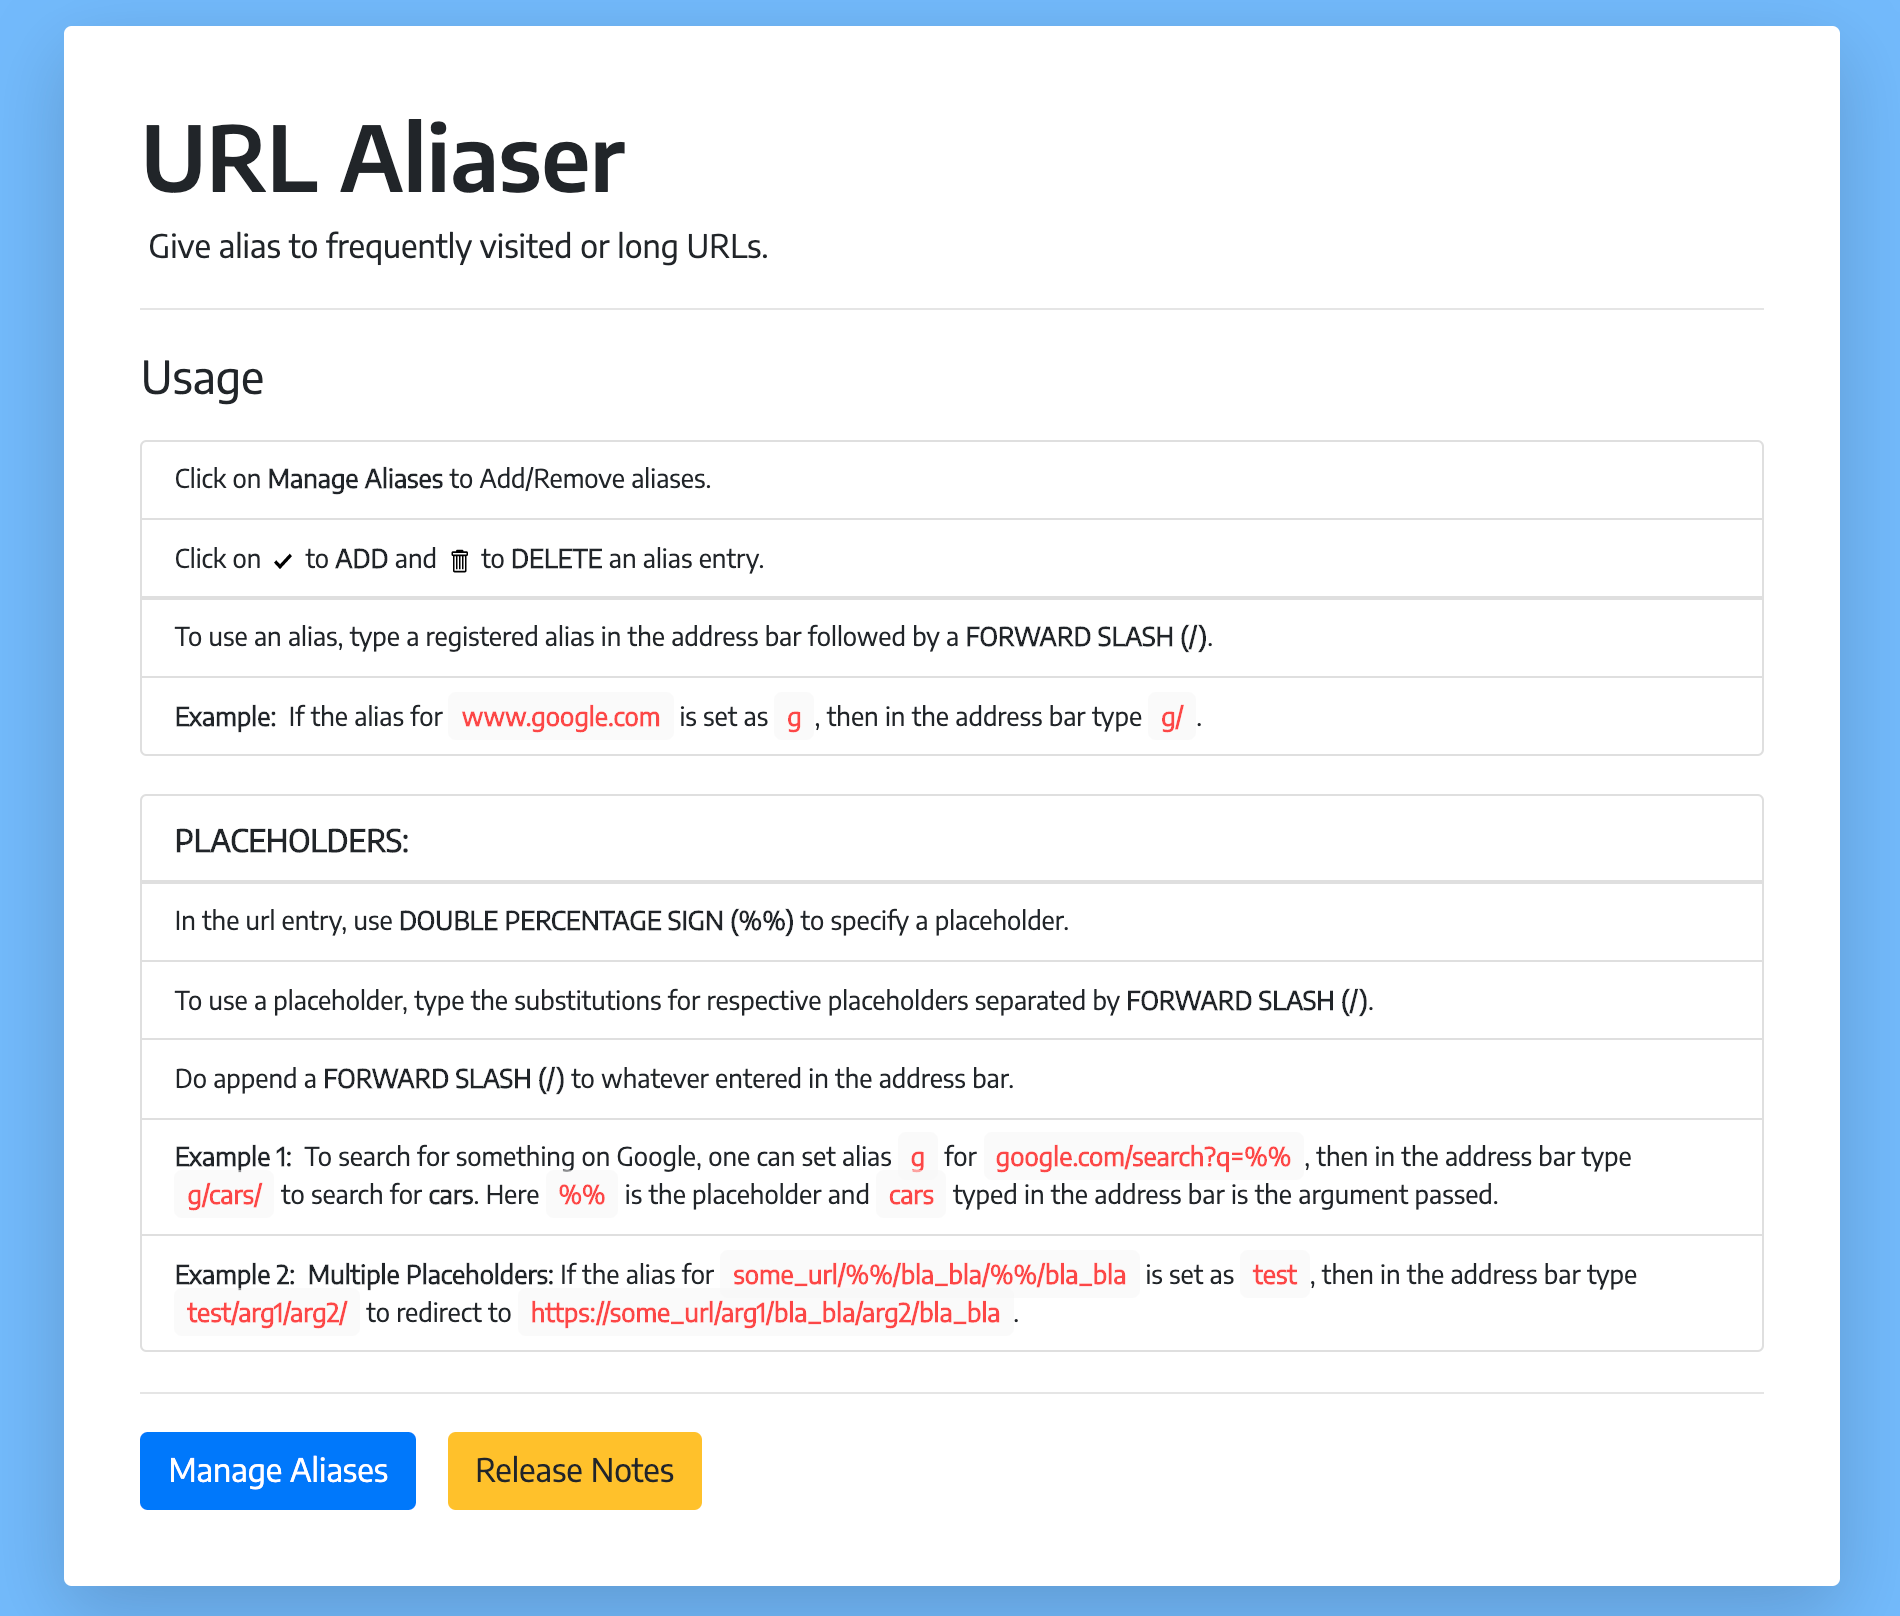 URL Aliaser
Give alias to frequently visited or long URLs.
Usage
Click on Manage Aliases to Add/Remove aliases.
Click on ✓ to ADD and 🗑 to DELETE an alias entry.
To use an alias, type a registered alias in the address bar followed by a FORWARD SLASH (/).
Example: If the alias for www.google.com is set as g , then in the address bar type g/ .
PLACEHOLDERS:
In the url entry, use DOUBLE PERCENTAGE SIGN (%%) to specify a placeholder.
To use a placeholder, type the substitutions for respective placeholders separated by FORWARD SLASH (/).
Do append a FORWARD SLASH (/) to whatever entered in the address bar.
Example 1: To search for something on Google, one can set alias g for google.com/search?q=%% , then in the address bar type
g/cars/ to search for cars. Here %% is the placeholder and cars typed in the address bar is the argument passed.
Example 2: Multiple Placeholders: If the alias for some_url/%%/bla_bla/%%/bla_bla is set as test , then in the address bar type
test/arg1/arg2/ to redirect to https://some_url/arg1/bla_bla/arg2/bla_bla .
Manage Aliases
Release Notes